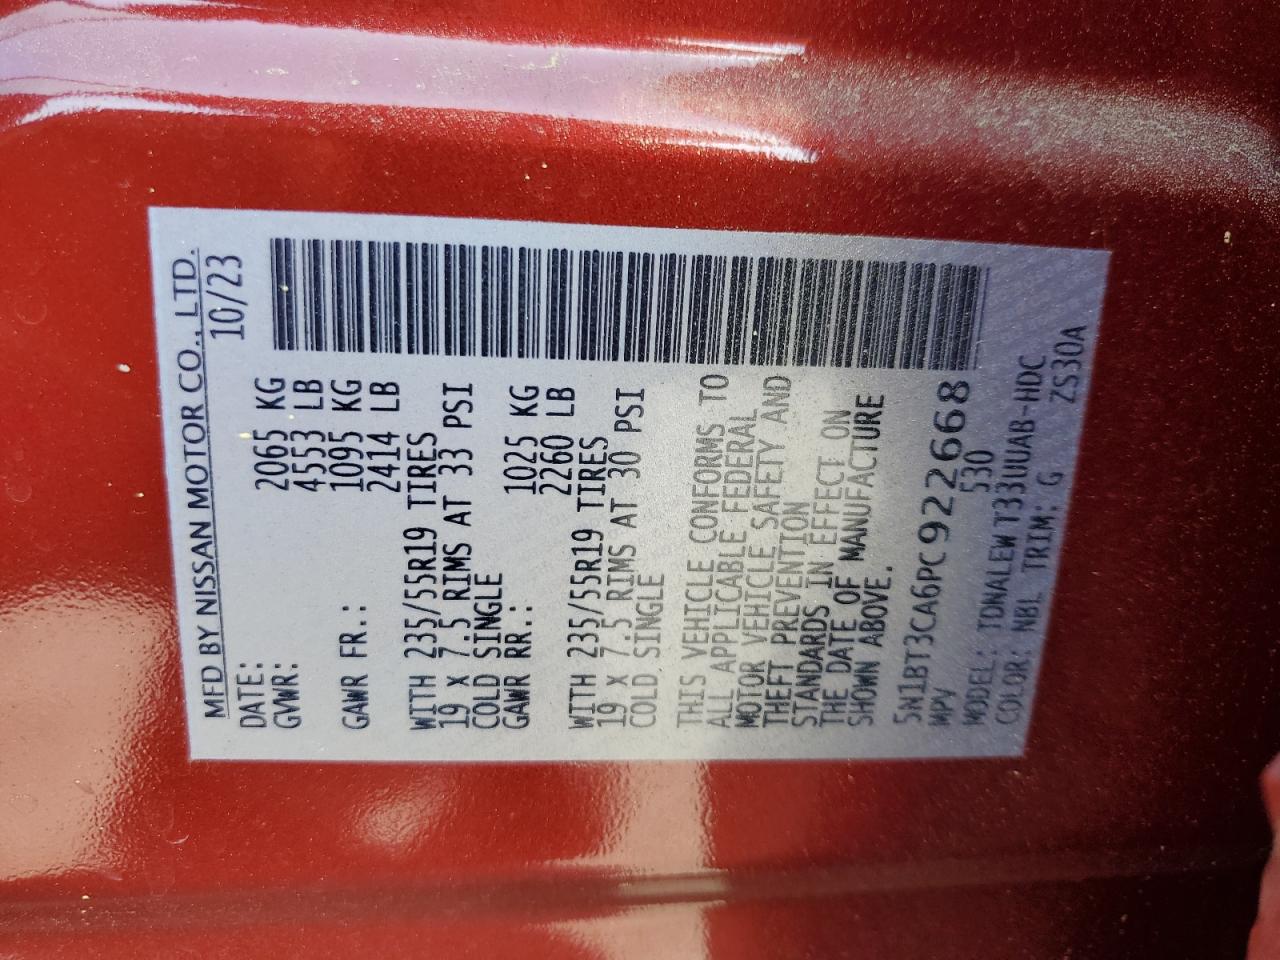 MFD BY NISSAN MOTOR CO., LTD.
DATE: 10/23
GVWR: 2065 KG
4553 LB
GAWR FR.: 1095 KG
2414 LB
WITH 235/55R19 TIRES
19 x 7.5 RIMS AT 33 PSI
COLD SINGLE
GAWR RR.: 1025 KG
2260 LB
WITH 235/55R19 TIRES
19 x 7.5 RIMS AT 30 PSI
COLD SINGLE
THIS VEHICLE CONFORMS TO
ALL APPLICABLE FEDERAL
MOTOR VEHICLE SAFETY AND
THEFT PREVENTION
STANDARDS IN EFFECT ON
THE DATE OF MANUFACTURE
SHOWN ABOVE.
5N1BT3CA6PC922668
MPV 530
MODEL: TDNALEWT33UUAB-HDC
COLOR: NBL TRIM: G ZS30A